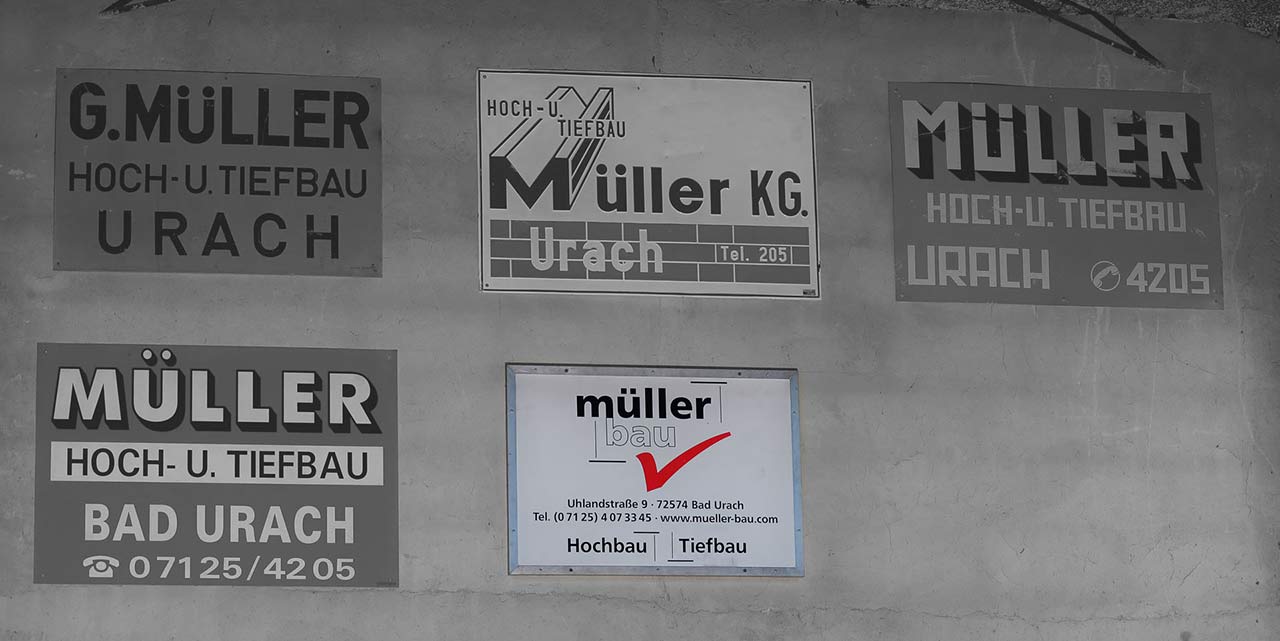 G.MÜLLER
HOCH-U.TIEFBAU
URACH
HOCH-U.
TIEFBAU
Müller KG.
Urach
Tel. 205
MÜLLER
HOCH-U. TIEFBAU
URACH 4205
MÜLLER
HOCH- U. TIEFBAU
BAD URACH
☎ 07125/4205
müller
bau
Uhlandstraße 9 · 72574 Bad Urach
Tel. (0 71 25) 4 07 33 45 · www.mueller-bau.com
Hochbau Tiefbau